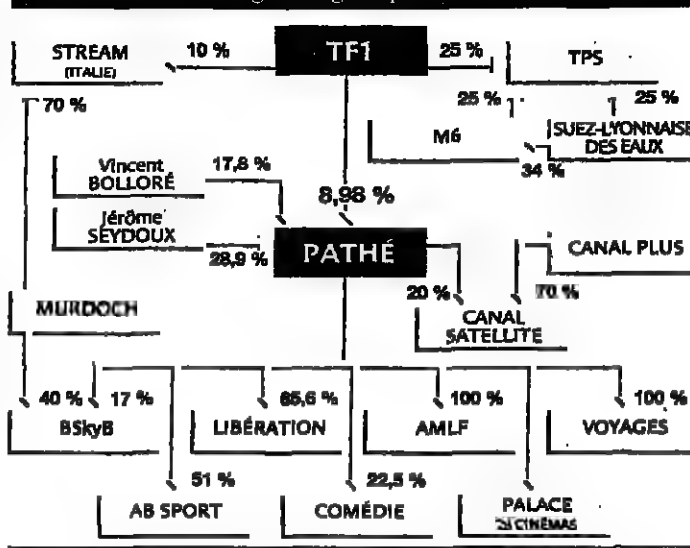 STREAM
(ITALIE)
10 %
TF1
25 %
TPS
70 %
25 %
25 %
M6
SUEZ-LYONNAISE
DES EAUX
34 %
Vincent
BOLLORÉ
17,8 %
8,98 %
Jérôme
SEYDOUX
28,9 %
PATHÉ
CANAL PLUS
20 %
70 %
CANAL
SATELLITE
MURDOCH
40 %
17 %
65,6 %
100 %
100 %
BSkyB
LIBÉRATION
AMLF
VOYAGES
51 %
22,5 %
AB SPORT
COMÉDIE
PALACE
CINÉMAS